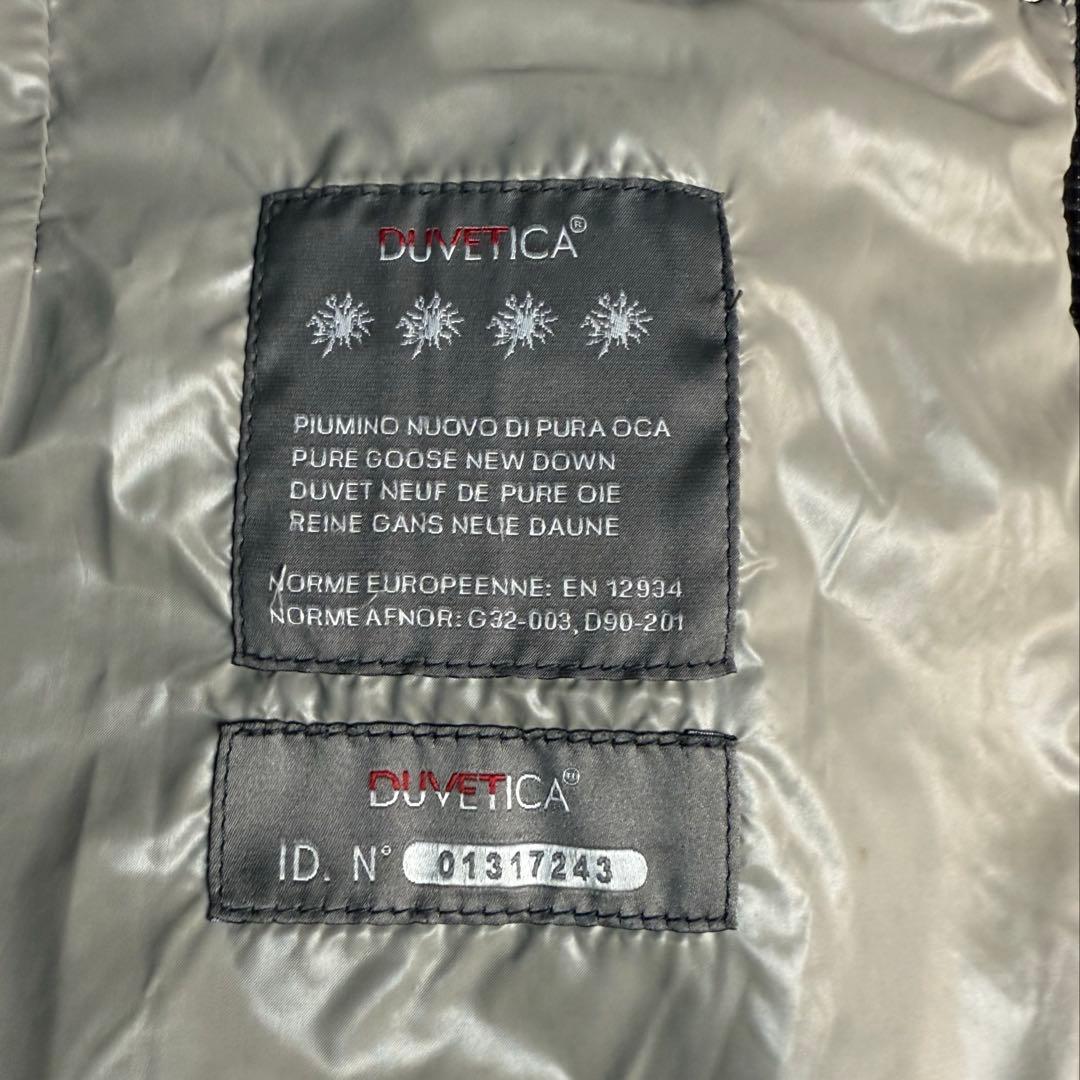 DUVETICA®
PIUMINO NUOVO DI PURA OCA
PURE GOOSE NEW DOWN
DUVET NEUF DE PURE OIE
REINE GANS NEUE DAUNE
NORME EUROPEENNE: EN 12934
NORME AFNOR: G32-003, D90-201
DUVETICA®
ID. N° 01317243